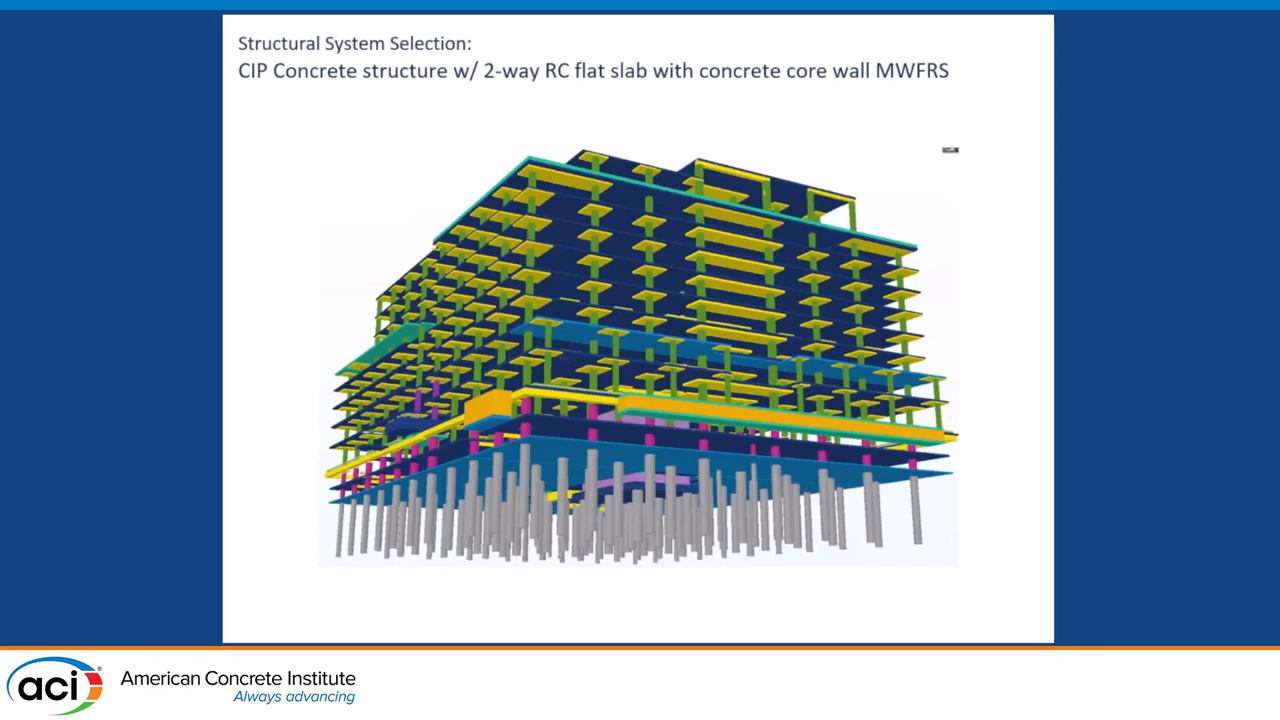 Structural System Selection:
CIP Concrete structure w/ 2-way RC flat slab with concrete core wall MWFRS
aci®
American Concrete Institute
Always advancing